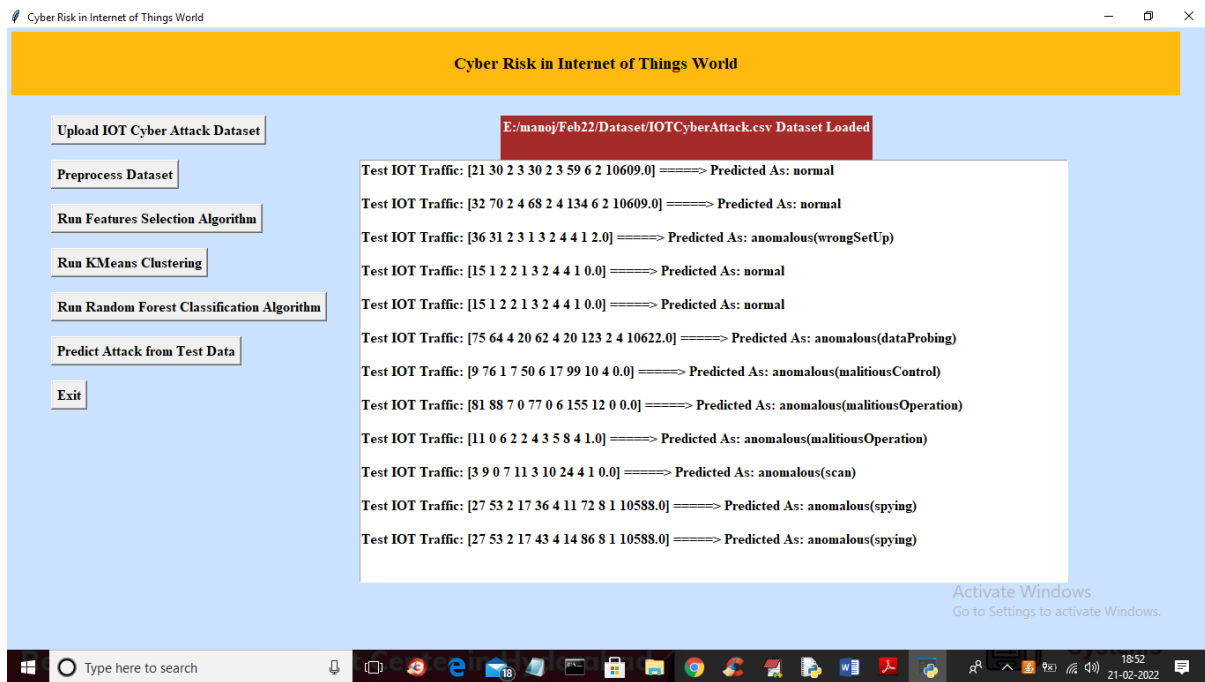 Cyber Risk in Internet of Things World
Cyber Risk in Internet of Things World
Upload IOT Cyber Attack Dataset
E:/manoj/Feb22/Dataset/IOTCyberAttack.csv Dataset Loaded
Preprocess Dataset
Run Features Selection Algorithm
Run KMeans Clustering
Run Random Forest Classification Algorithm
Predict Attack from Test Data
Exit
Test IOT Traffic: [21 30 2 3 30 2 3 59 6 2 10609.0] =====> Predicted As: normal
Test IOT Traffic: [32 70 2 4 68 2 4 134 6 2 10609.0] =====> Predicted As: normal
Test IOT Traffic: [36 31 2 3 1 3 2 4 4 1 2.0] =====> Predicted As: anomalous(wrongSetUp)
Test IOT Traffic: [15 1 2 2 1 3 2 4 4 1 0.0] =====> Predicted As: normal
Test IOT Traffic: [15 1 2 2 1 3 2 4 4 1 0.0] =====> Predicted As: normal
Test IOT Traffic: [75 64 4 20 62 4 20 123 2 4 10622.0] =====> Predicted As: anomalous(dataProbing)
Test IOT Traffic: [9 76 1 7 50 6 17 99 10 4 0.0] =====> Predicted As: anomalous(malitiousControl)
Test IOT Traffic: [81 88 7 0 77 0 6 155 12 0 0.0] =====> Predicted As: anomalous(malitiousOperation)
Test IOT Traffic: [11 0 6 2 2 4 3 5 8 4 1.0] =====> Predicted As: anomalous(malitiousOperation)
Test IOT Traffic: [3 9 0 7 11 3 10 24 4 1 0.0] =====> Predicted As: anomalous(scan)
Test IOT Traffic: [27 53 2 17 36 4 11 72 8 1 10588.0] =====> Predicted As: anomalous(spying)
Test IOT Traffic: [27 53 2 17 43 4 14 86 8 1 10588.0] =====> Predicted As: anomalous(spying)
Activate Windows
Go to Settings to activate Windows.
Type here to search
18
18:52
21-02-2022